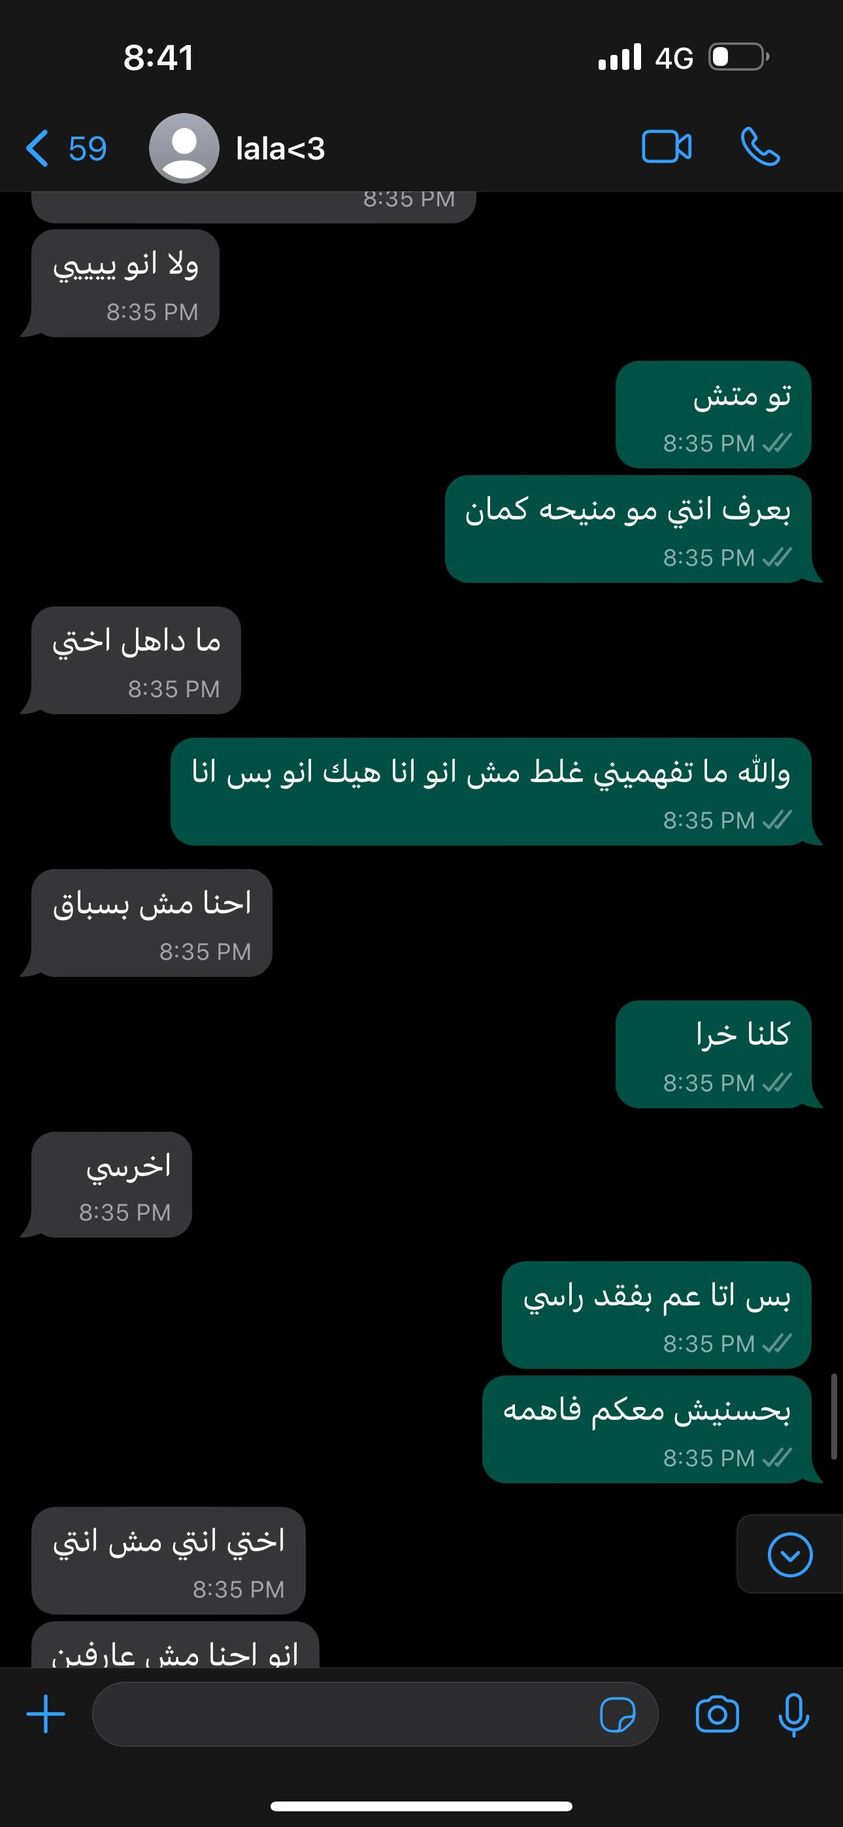 8:41
4G
59
lala<3
8:35 PM
ولا انو ييييي
8:35 PM
تو متش
8:35 PM
بعرف انتي مو منيحه كمان
8:35 PM
ما داهل اختي
8:35 PM
والله ما تفهميني غلط مش انو انا هيك انو بس انا
8:35 PM
احنا مش بسباق
8:35 PM
كلنا خرا
8:35 PM
اخرسي
8:35 PM
بس اتا عم بفقد راسي
8:35 PM
بحسنيش معكم فاهمه
8:35 PM
اختي انتي مش انتي
8:35 PM
انو احنا مش عارفين